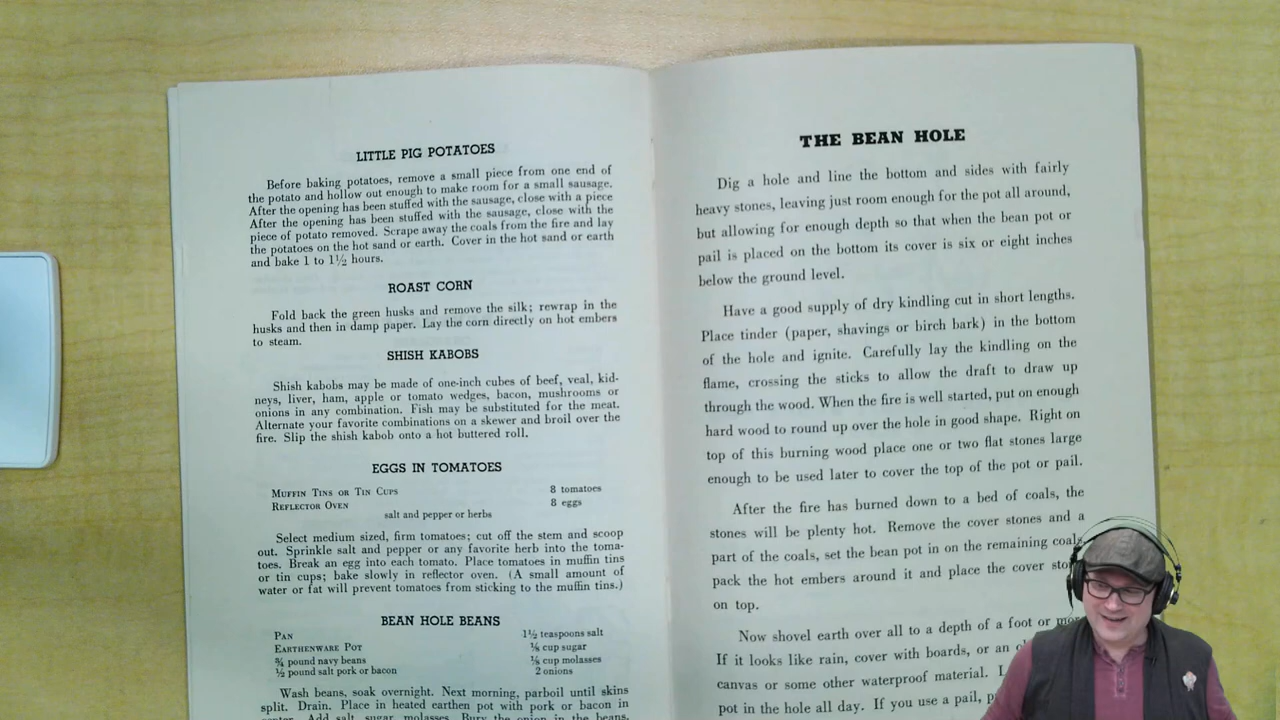 LITTLE PIG POTATOES
Before baking potatoes, remove a small piece from one end of
the potato and hollow out enough to make room for a small sausage.
After the opening has been stuffed with the sausage, close with a piece
After the opening has been stuffed with the sausage, close with the
piece of potato removed. Scrape away the coals from the fire and lay
the potatoes on the hot sand or earth. Cover in the hot sand or earth
and bake 1 to 1½ hours.
ROAST CORN
Fold back the green husks and remove the silk; rewrap in the
husks and then in damp paper. Lay the corn directly on hot embers
to steam.
SHISH KABOBS
Shish kabobs may be made of one-inch cubes of beef, veal, kid-
neys, liver, ham, apple or tomato wedges, bacon, mushrooms or
onions in any combination. Fish may be substituted for the meat.
Alternate your favorite combinations on a skewer and broil over the
fire. Slip the shish kabob onto a hot buttered roll.
EGGS IN TOMATOES
MUFFIN TINS OR TIN CUPS 8 tomatoes
REFLECTOR OVEN 8 eggs
salt and pepper or herbs
Select medium sized, firm tomatoes; cut off the stem and scoop
out. Sprinkle salt and pepper or any favorite herb into the toma-
toes. Break an egg into each tomato. Place tomatoes in muffin tins
or tin cups; bake slowly in reflector oven. (A small amount of
water or fat will prevent tomatoes from sticking to the muffin tins.)
BEAN HOLE BEANS
PAN 1½ teaspoons salt
EARTHENWARE POT ⅛ cup sugar
¾ pound navy beans ⅛ cup molasses
½ pound salt pork or bacon 2 onions
Wash beans, soak overnight. Next morning, parboil until skins
split. Drain. Place in heated earthen pot with pork or bacon in
center. Add salt, sugar, molasses. Bury the onion in the beans,
THE BEAN HOLE
Dig a hole and line the bottom and sides with fairly
heavy stones, leaving just room enough for the pot all around,
but allowing for enough depth so that when the bean pot or
pail is placed on the bottom its cover is six or eight inches
below the ground level.
Have a good supply of dry kindling cut in short lengths.
Place tinder (paper, shavings or birch bark) in the bottom
of the hole and ignite. Carefully lay the kindling on the
flame, crossing the sticks to allow the draft to draw up
through the wood. When the fire is well started, put on enough
hard wood to round up over the hole in good shape. Right on
top of this burning wood place one or two flat stones large
enough to be used later to cover the top of the pot or pail.
After the fire has burned down to a bed of coals, the
stones will be plenty hot. Remove the cover stones and a
part of the coals, set the bean pot in on the remaining coals
pack the hot embers around it and place the cover
on top.
Now shovel earth over all to a depth of a foot or
If it looks like rain, cover with boards, or an
canvas or some other waterproof material.
pot in the hole all day. If you use a pail,